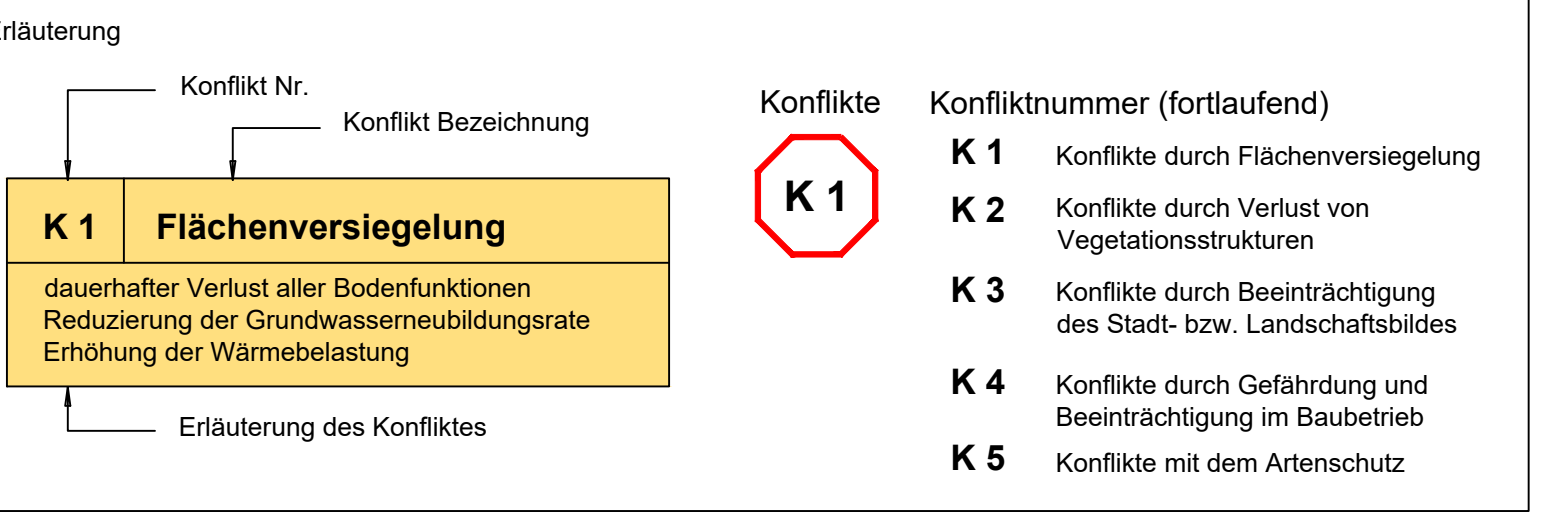 Erläuterung
Konflikt Nr.
Konflikt Bezeichnung
K 1 Flächenversiegelung
dauerhafter Verlust aller Bodenfunktionen
Reduzierung der Grundwasserneubildungsrate
Erhöhung der Wärmebelastung
Erläuterung des Konfliktes
Konflikte
K 1
Konfliktnummer (fortlaufend)
K 1 Konflikte durch Flächenversiegelung
K 2 Konflikte durch Verlust von
Vegetationsstrukturen
K 3 Konflikte durch Beeinträchtigung
des Stadt- bzw. Landschaftsbildes
K 4 Konflikte durch Gefährdung und
Beeinträchtigung im Baubetrieb
K 5 Konflikte mit dem Artenschutz